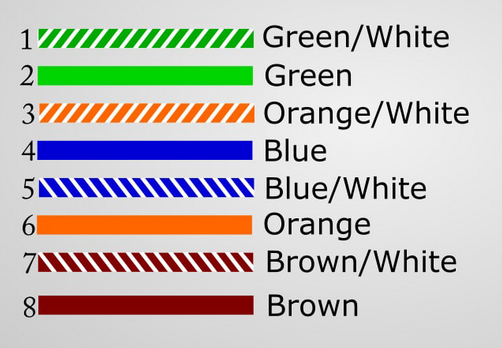 1 Green/White
2 Green
3 Orange/White
4 Blue
5 Blue/White
6 Orange
7 Brown/White
8 Brown